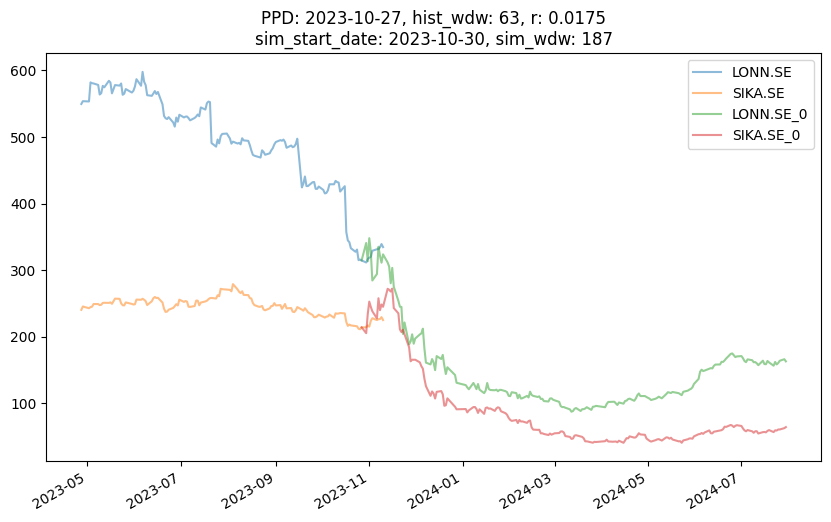 PPD: 2023-10-27, hist_wdw: 63, r: 0.0175
sim_start_date: 2023-10-30, sim_wdw: 187
LONN.SE
SIKA.SE
LONN.SE_0
SIKA.SE_0
600
500
400
300
200
100
2023-05
2023-07
2023-09
2023-11
2024-01
2024-03
2024-05
2024-07